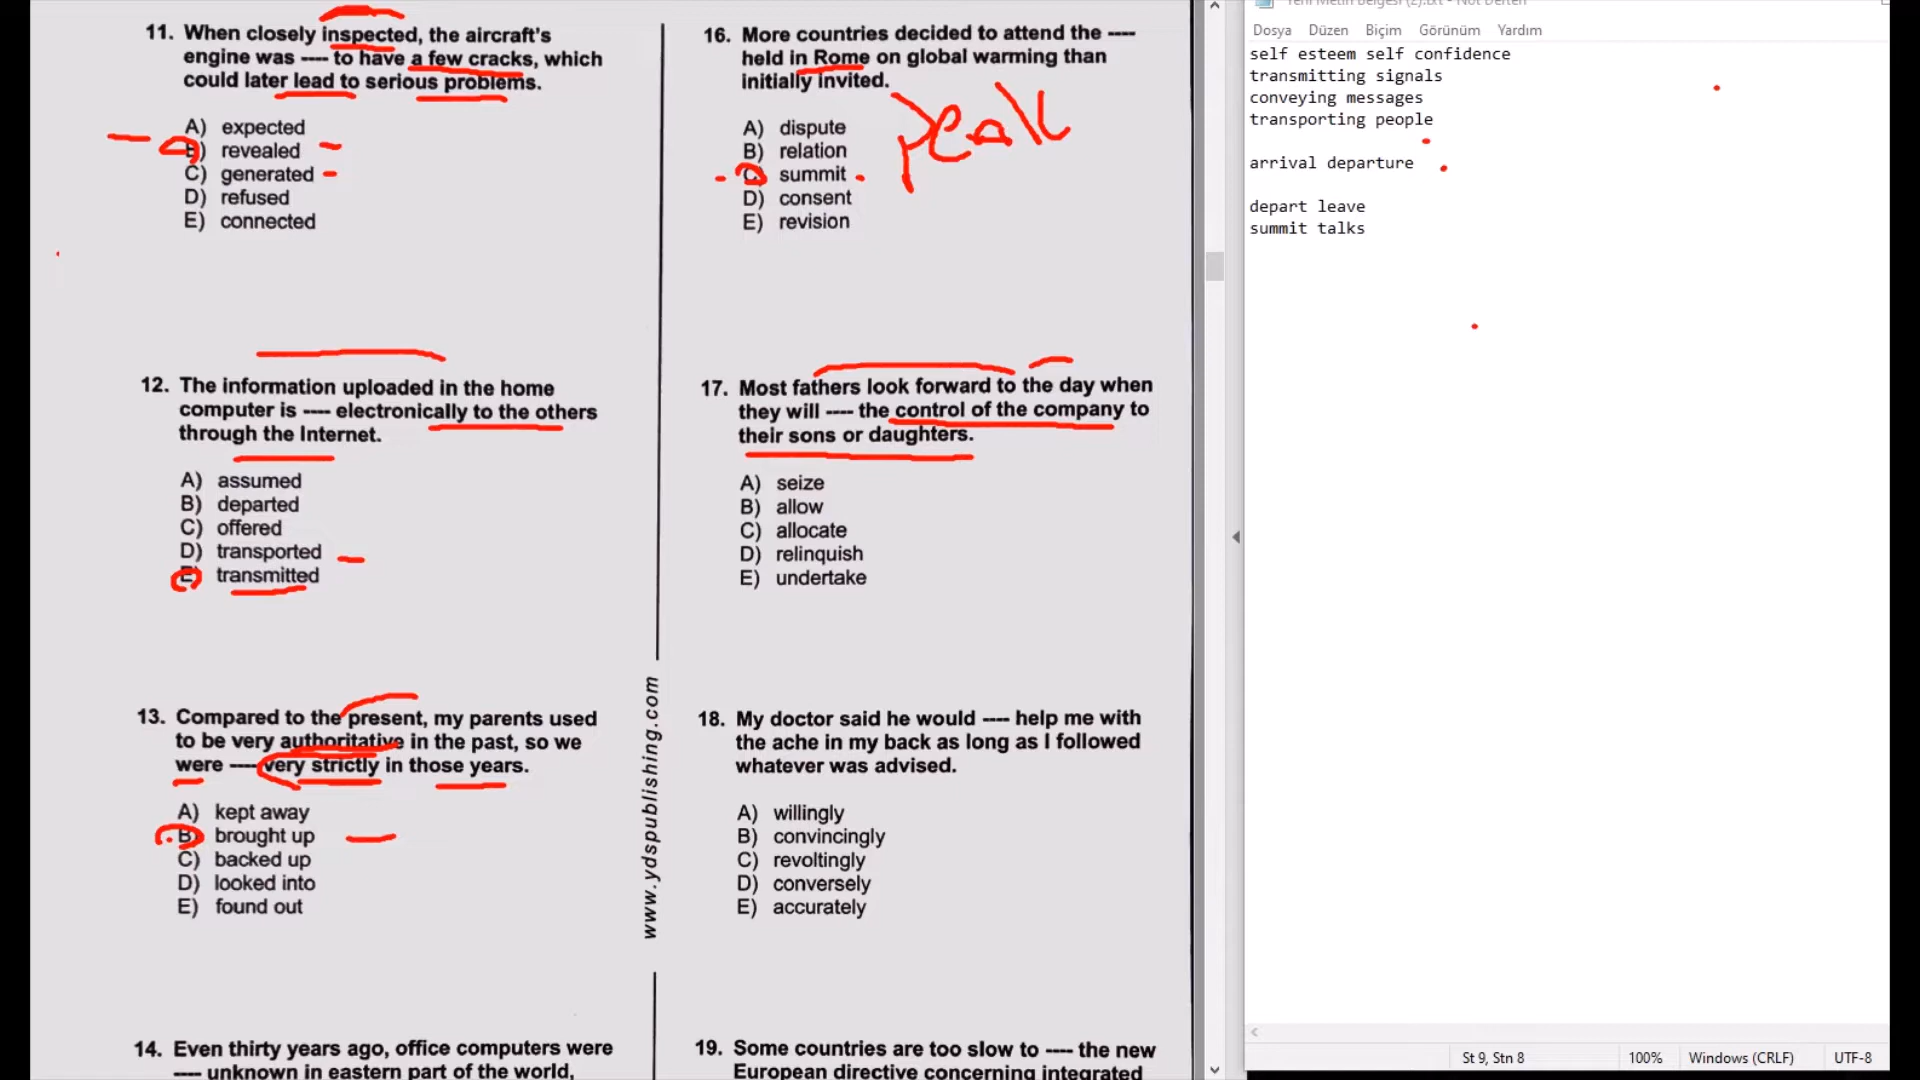 11. When closely inspected, the aircraft's
engine was ---- to have a few cracks, which
could later lead to serious problems.
A) expected
B) revealed
C) generated
D) refused
E) connected
12. The information uploaded in the home
computer is ---- electronically to the others
through the Internet.
A) assumed
B) departed
C) offered
D) transported
E) transmitted
13. Compared to the present, my parents used
to be very authoritative in the past, so we
were ---- very strictly in those years.
A) kept away
B) brought up
C) backed up
D) looked into
E) found out
14. Even thirty years ago, office computers were
---- unknown in eastern part of the world,
www.ydspublishing.com
16. More countries decided to attend the ----
held in Rome on global warming than
initially invited.
A) dispute
B) relation
C) summit
D) consent
E) revision
peak
17. Most fathers look forward to the day when
they will ---- the control of the company to
their sons or daughters.
A) seize
B) allow
C) allocate
D) relinquish
E) undertake
18. My doctor said he would ---- help me with
the ache in my back as long as I followed
whatever was advised.
A) willingly
B) convincingly
C) revoltingly
D) conversely
E) accurately
19. Some countries are too slow to ---- the new
European directive concerning integrated
Yeni Metin Belgesi (2).txt - Not Defteri
Dosya Düzen Biçim Görünüm Yardım
self esteem self confidence
transmitting signals
conveying messages
transporting people
arrival departure
depart leave
summit talks
St 9, Stn 8 100% Windows (CRLF) UTF-8